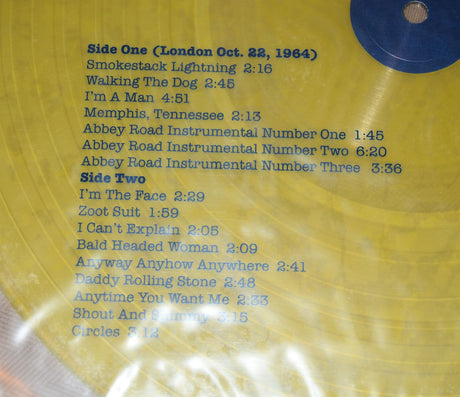 Side One (London Oct. 22, 1964)
Smokestack Lightning 2:16
Walking The Dog 2:45
I'm A Man 4:51
Memphis, Tennessee 2:13
Abbey Road Instrumental Number One 1:45
Abbey Road Instrumental Number Two 6:20
Abbey Road Instrumental Number Three 3:36
Side Two
I'm The Face 2:29
Zoot Suit 1:59
I Can't Explain 2:05
Bald Headed Woman 2:09
Anyway Anyhow Anywhere 2:41
Daddy Rolling Stone 2:48
Anytime You Want Me 2:33
Shout And 3:15
Circles 3:12